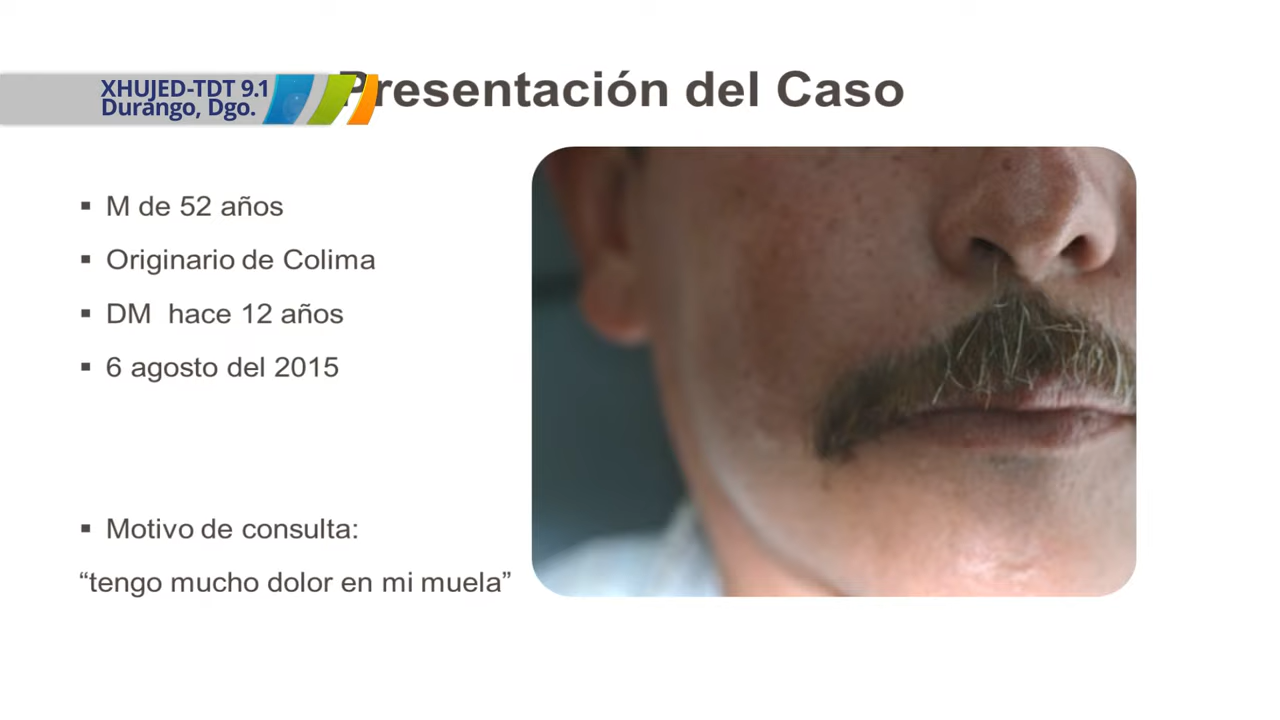 XHUJED-TDT 9.1
Durango, Dgo.
Presentación del Caso
▪ M de 52 años
▪ Originario de Colima
▪ DM hace 12 años
▪ 6 agosto del 2015
▪ Motivo de consulta:
“tengo mucho dolor en mi muela”